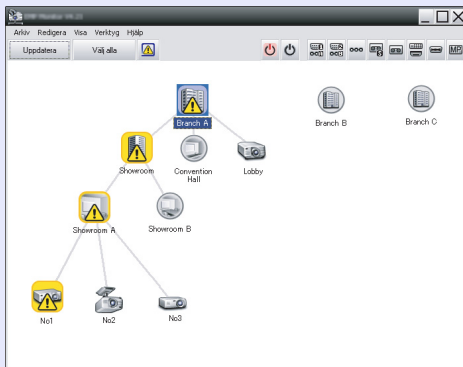 Arkiv Redigera Visa Verktyg Hjälp
Uppdatera Välj alla
MP
Branch A
Branch B
Branch C
Showroom
Convention Hall
Lobby
Showroom A
Showroom B
No1
No2
No3